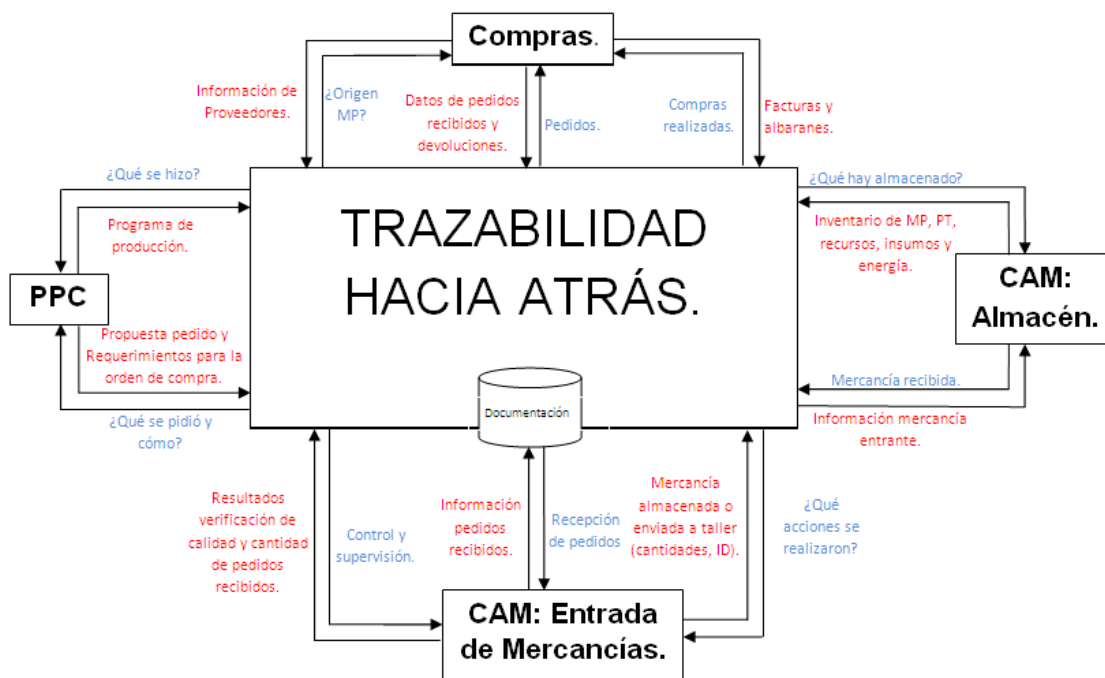 Compras.
Información de
Proveedores.
¿Origen
MP?
Datos de pedidos
recibidos y
devoluciones.
Pedidos.
Compras
realizadas.
Facturas y
albaranes.
¿Qué se hizo?
Programa de
producción.
PPC
Propuesta pedido y
Requerimientos para la
orden de compra.
¿Qué se pidió y
cómo?
TRAZABILIDAD
HACIA ATRÁS.
Documentación
¿Qué hay almacenado?
Inventario de MP, PT,
recursos, insumos y
energía.
CAM:
Almacén.
Mercancía recibida.
Información mercancía
entrante.
Resultados
verificación de
calidad y cantidad
de pedidos
recibidos.
Control y
supervisión.
Información
pedidos
recibidos.
Recepción
de pedidos
Mercancía
almacenada o
enviada a taller
(cantidades, ID).
¿Qué
acciones se
realizaron?
CAM: Entrada
de Mercancías.